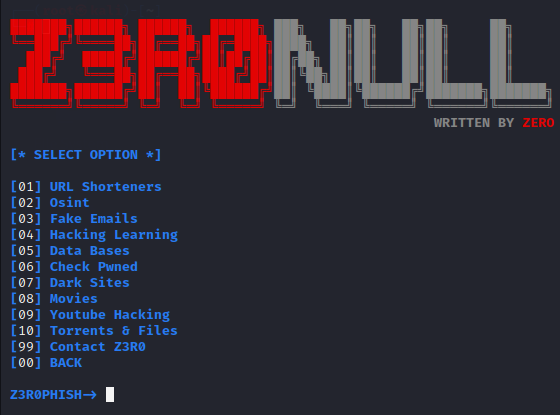 Z3R0NULL
WRITTEN BY ZERO
[* SELECT OPTION *]
[01] URL Shorteners
[02] Osint
[03] Fake Emails
[04] Hacking Learning
[05] Data Bases
[06] Check Pwned
[07] Dark Sites
[08] Movies
[09] Youtube Hacking
[10] Torrents & Files
[99] Contact Z3R0
[00] BACK
Z3R0PHISH→